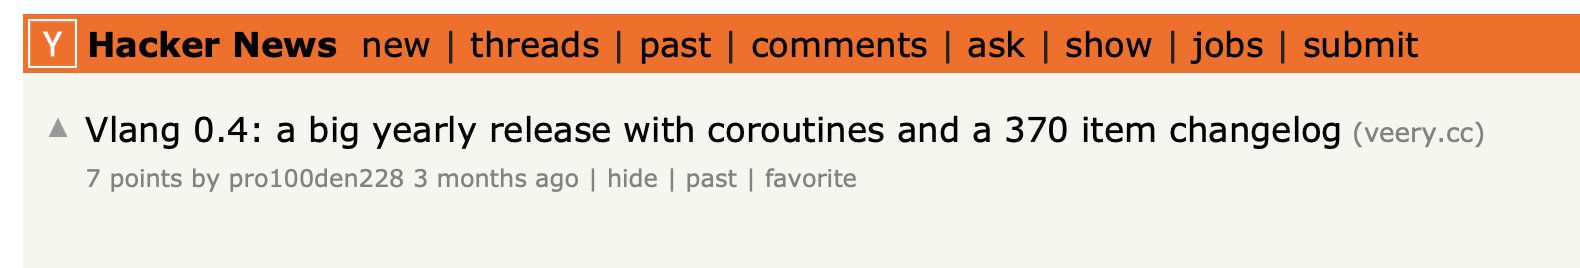 Y Hacker News new | threads | past | comments | ask | show | jobs | submit
▲ Vlang 0.4: a big yearly release with coroutines and a 370 item changelog (veery.cc)
7 points by pro100den228 3 months ago | hide | past | favorite